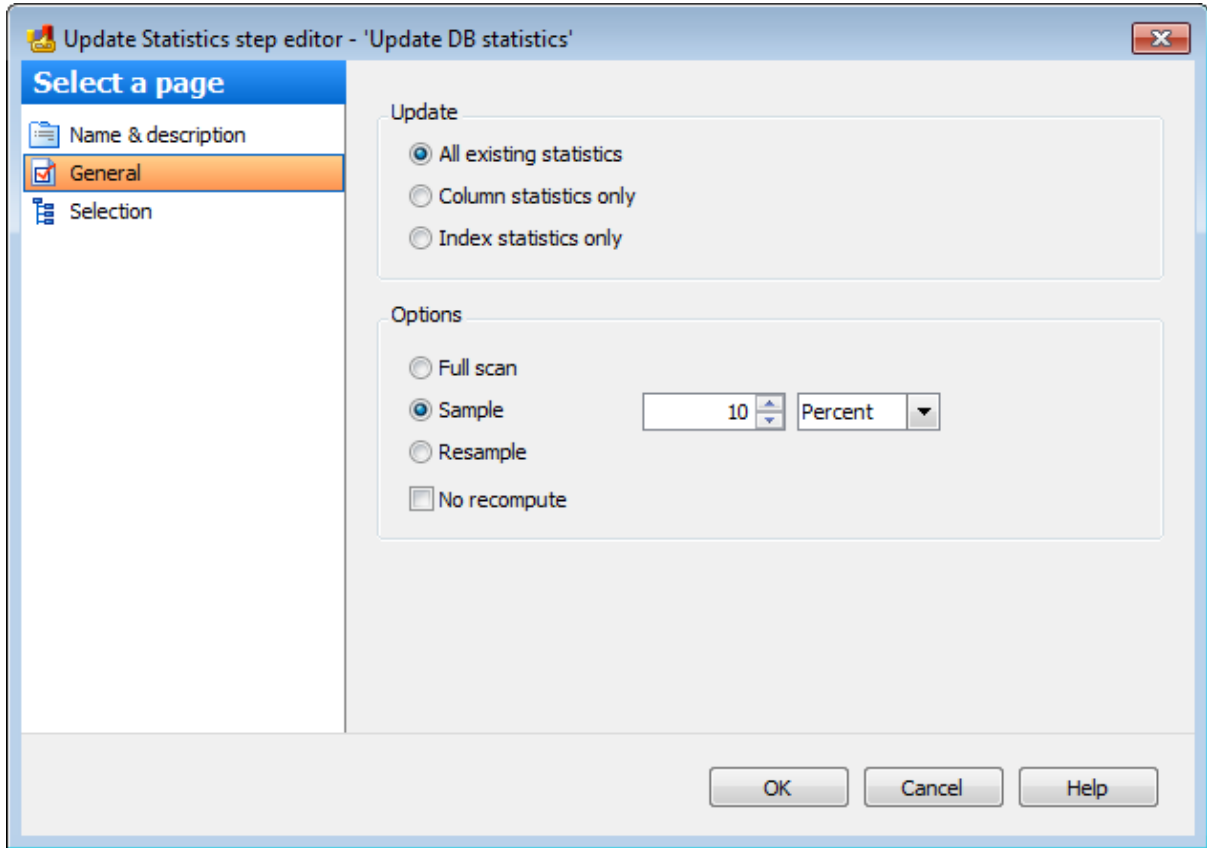 Update Statistics step editor - 'Update DB statistics'
Select a page
Name & description
General
Selection
Update
All existing statistics
Column statistics only
Index statistics only
Options
Full scan
Sample 10 Percent
Resample
No recompute
OK Cancel Help